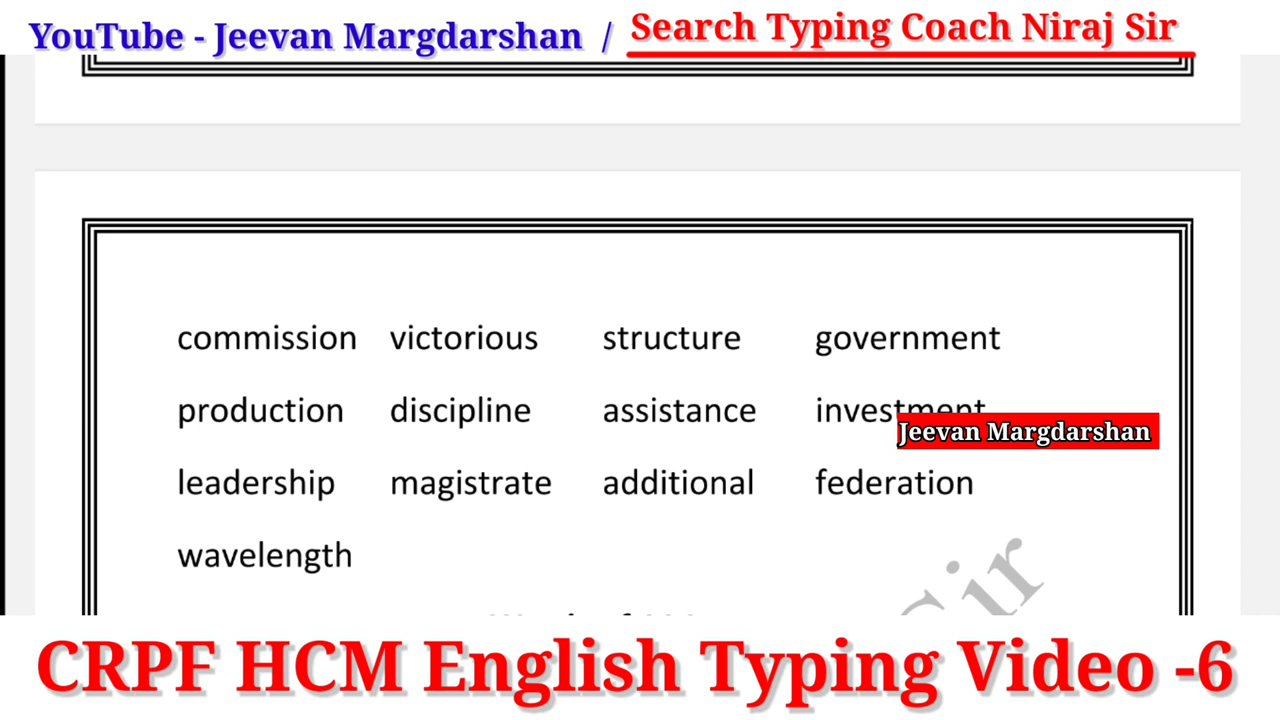 YouTube - Jeevan Margdarshan / Search Typing Coach Niraj Sir
commission victorious structure government
production discipline assistance investment
Jeevan Margdarshan
leadership magistrate additional federation
wavelength
Sir
CRPF HCM English Typing Video -6